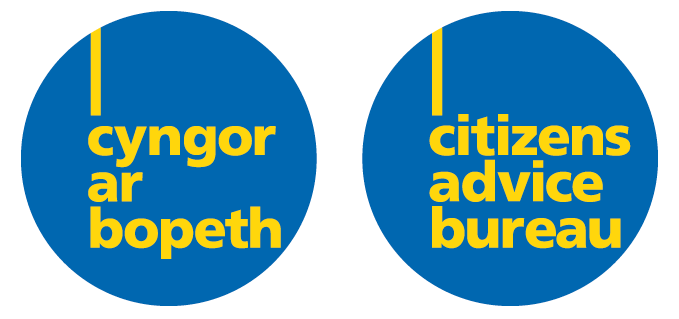 cyngor
ar
bopeth
citizens
advice
bureau